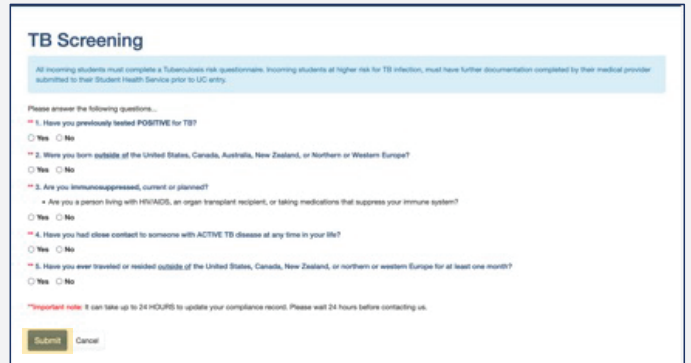 TB Screening
All incoming students must complete a Tuberculosis risk questionnaire. Incoming students at higher risk for TB infection, must have further documentation completed by their medical provider
submitted to their Student Health Service prior to UC entry.
Please answer the following questions...
** 1. Have you previously tested POSITIVE for TB?
Yes No
** 2. Were you born outside of the United States, Canada, Australia, New Zealand, or Northern or Western Europe?
Yes No
** 3. Are you immunosuppressed, current or planned?
• Are you a person living with HIV/AIDS, an organ transplant recipient, or taking medications that suppress your immune system?
Yes No
** 4. Have you had close contact to someone with ACTIVE TB disease at any time in your life?
Yes No
** 5. Have you ever traveled or resided outside of the United States, Canada, New Zealand, or northern or western Europe for at least one month?
Yes No
**Important note: It can take up to 24 HOURS to update your compliance record. Please wait 24 hours before contacting us.
Submit Cancel